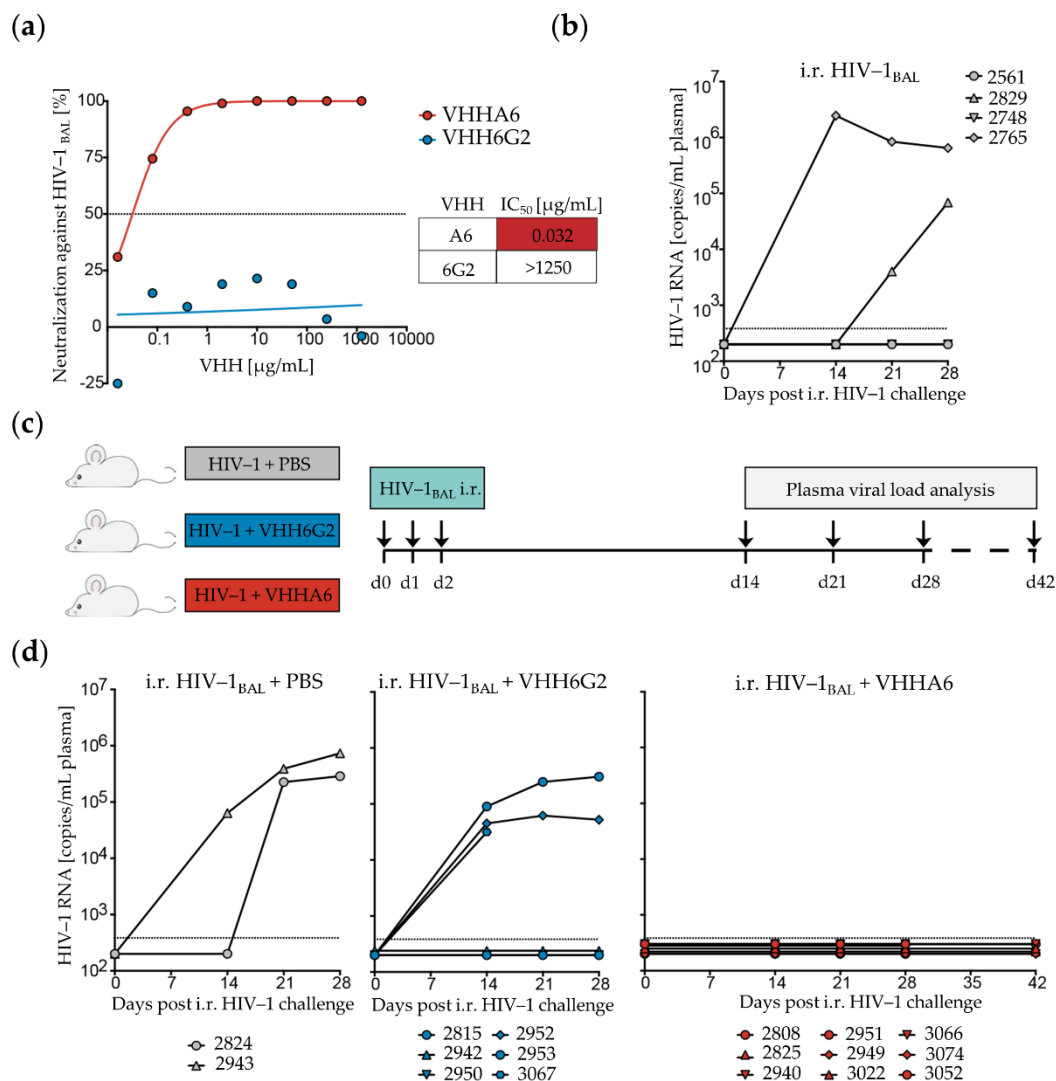 (a)
Neutralization against HIV–1 BAL [%]
100
75
50
25
0
-25
0.1
1
10
100
1000
10000
VHH [µg/mL]
VHHA6
VHH6G2
VHH IC50 [µg/mL]
A6 0.032
6G2 >1250
(b)
i.r. HIV–1BAL
HIV–1 RNA [copies/mL plasma]
10^7
10^6
10^5
10^4
10^3
10^2
0 7 14 21 28
Days post i.r. HIV–1 challenge
2561
2829
2748
2765
(c)
HIV–1 + PBS
HIV–1 + VHH6G2
HIV–1 + VHHA6
HIV–1BAL i.r.
Plasma viral load analysis
d0 d1 d2 d14 d21 d28 d42
(d)
i.r. HIV–1BAL + PBS
HIV–1 RNA [copies/mL plasma]
10^7
10^6
10^5
10^4
10^3
10^2
0 7 14 21 28
Days post i.r. HIV–1 challenge
2824
2943
i.r. HIV–1BAL + VHH6G2
0 7 14 21 28
Days post i.r. HIV–1 challenge
2815 2952
2942 2953
2950 3067
i.r. HIV–1BAL + VHHA6
0 7 14 21 28 35 42
Days post i.r. HIV–1 challenge
2808 2951 3066
2825 2949 3074
2940 3022 3052